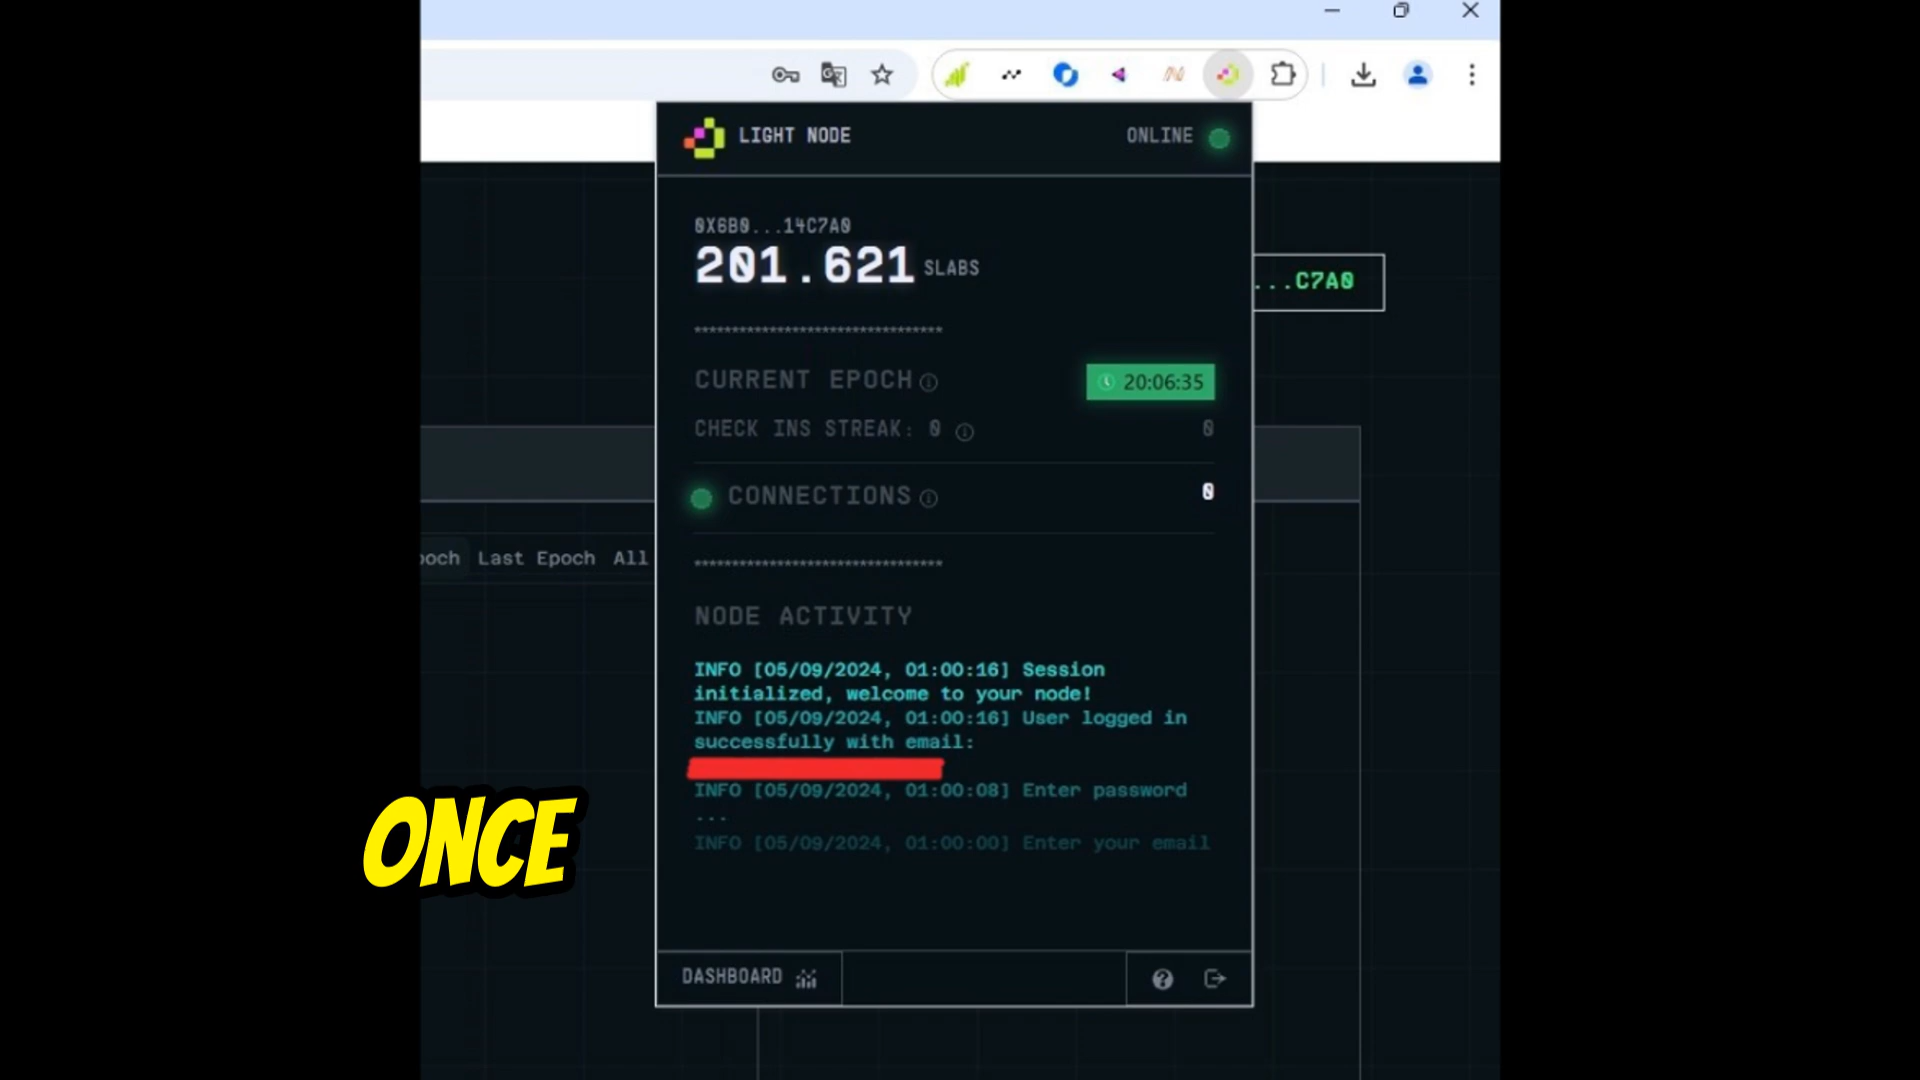 LIGHT NODE
ONLINE
0X6B0...14C7A0
201.621 SLABS
...C7A0
*********************************
CURRENT EPOCH
20:06:35
CHECK INS STREAK: 0
0
CONNECTIONS
0
poch Last Epoch All
*********************************
NODE ACTIVITY
INFO [05/09/2024, 01:00:16] Session
initialized, welcome to your node!
INFO [05/09/2024, 01:00:16] User logged in
successfully with email:
INFO [05/09/2024, 01:00:08] Enter password
...
INFO [05/09/2024, 01:00:00] Enter your email
ONCE
DASHBOARD